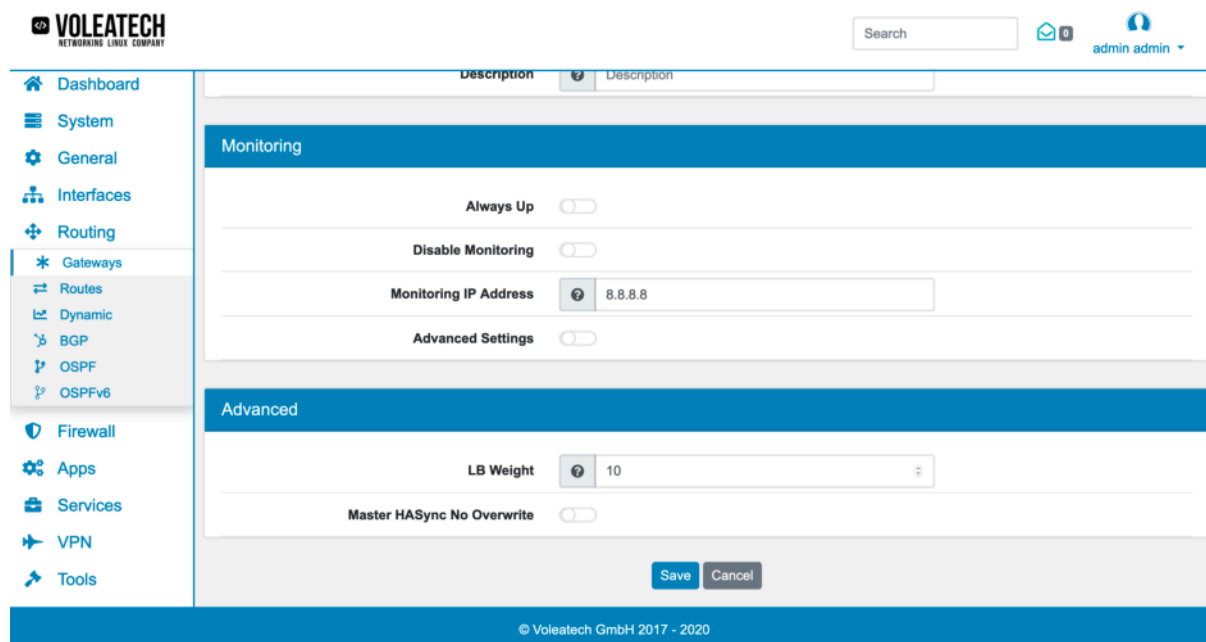 </> VOLEATECH
NETWORKING LINUX COMPANY
Search
0
admin admin
Dashboard
System
General
Interfaces
Routing
Gateways
Routes
Dynamic
BGP
OSPF
OSPFv6
Firewall
Apps
Services
VPN
Tools
Description ? Description
Monitoring
Always Up
Disable Monitoring
Monitoring IP Address ? 8.8.8.8
Advanced Settings
Advanced
LB Weight ? 10
Master HASync No Overwrite
Save Cancel
© Voleatech GmbH 2017 - 2020